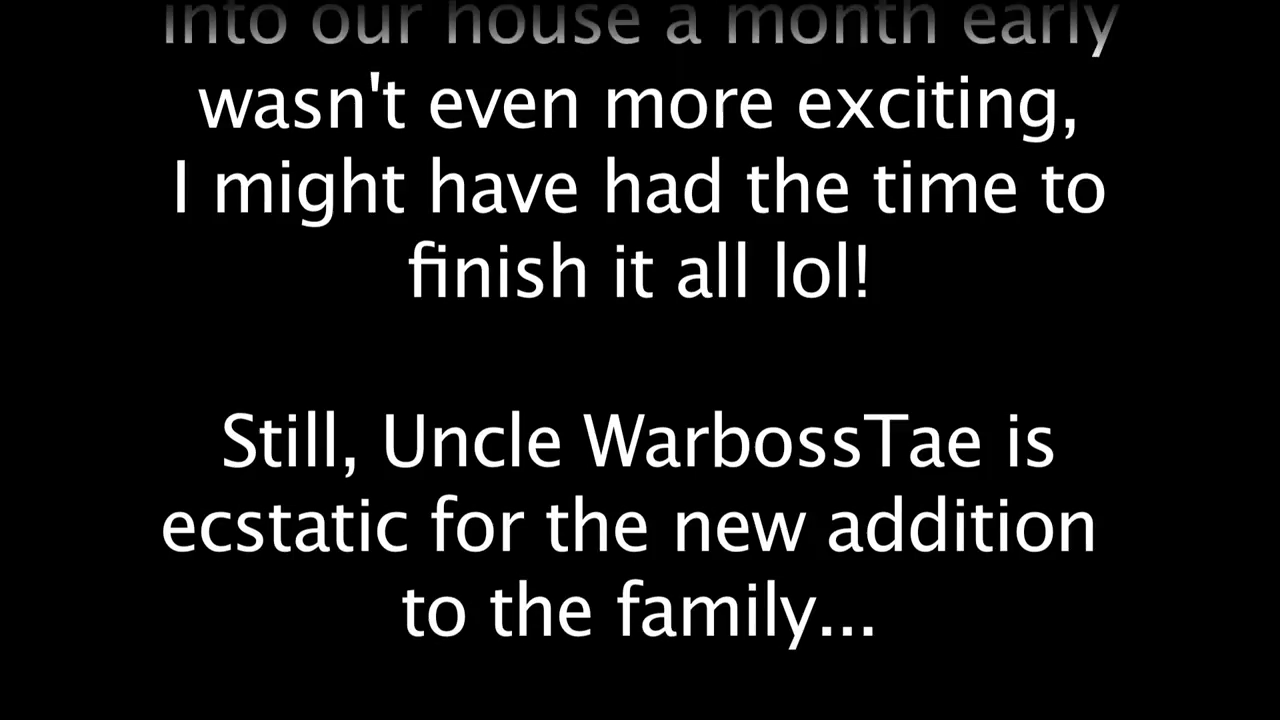 into our house a month early
wasn't even more exciting,
I might have had the time to
finish it all lol!
Still, Uncle WarbossTae is
ecstatic for the new addition
to the family...